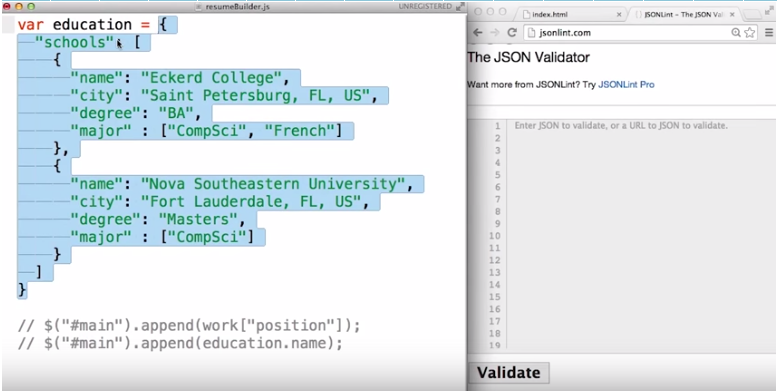 resumeBuilder.js
UNREGISTERED
var education = {
"schools": [
{
"name": "Eckerd College",
"city": "Saint Petersburg, FL, US",
"degree": "BA",
"major" : ["CompSci", "French"]
},
{
"name": "Nova Southeastern University",
"city": "Fort Lauderdale, FL, US",
"degree": "Masters",
"major" : ["CompSci"]
}
]
}
// $("#main").append(work["position"]);
// $("#main").append(education.name);
index.html
JSONLint - The JSON Vali
jsonlint.com
The JSON Validator
Want more from JSONLint? Try JSONLint Pro
1 Enter JSON to validate, or a URL to JSON to validate.
2
3
4
5
6
7
8
9
10
11
12
13
14
15
16
17
18
19
Validate